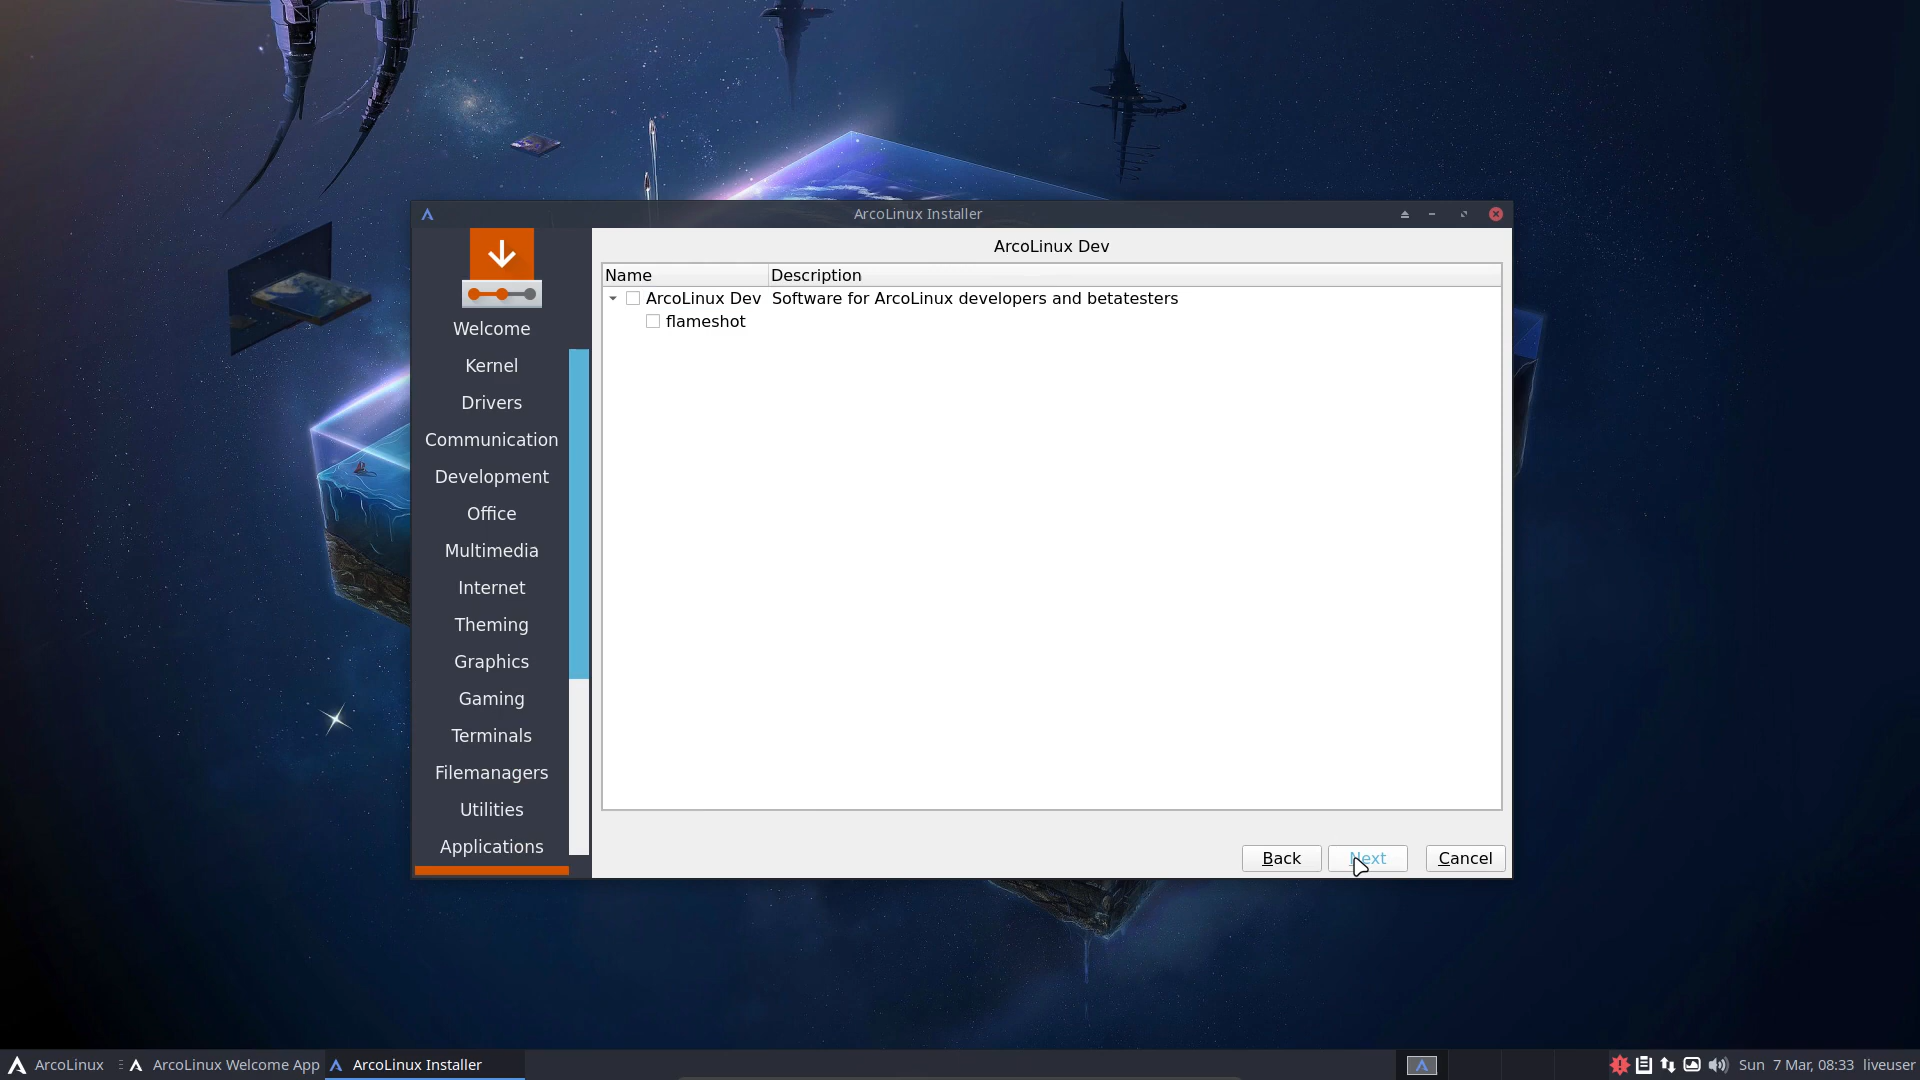 ArcoLinux Installer
ArcoLinux Dev
Name Description
ArcoLinux Dev Software for ArcoLinux developers and betatesters
flameshot
Welcome
Kernel
Drivers
Communication
Development
Office
Multimedia
Internet
Theming
Graphics
Gaming
Terminals
Filemanagers
Utilities
Applications
Back Next Cancel
ArcoLinux ArcoLinux Welcome App ArcoLinux Installer Sun 7 Mar, 08:33 liveuser